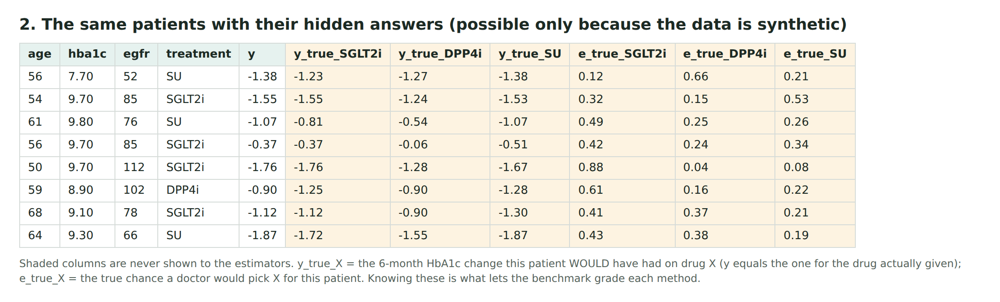 2. The same patients with their hidden answers (possible only because the data is synthetic)
age hba1c egfr treatment y y_true_SGLT2i y_true_DPP4i y_true_SU e_true_SGLT2i e_true_DPP4i e_true_SU
56 7.70 52 SU -1.38 -1.23 -1.27 -1.38 0.12 0.66 0.21
54 9.70 85 SGLT2i -1.55 -1.55 -1.24 -1.53 0.32 0.15 0.53
61 9.80 76 SU -1.07 -0.81 -0.54 -1.07 0.49 0.25 0.26
56 9.70 85 SGLT2i -0.37 -0.37 -0.06 -0.51 0.42 0.24 0.34
50 9.70 112 SGLT2i -1.76 -1.76 -1.28 -1.67 0.88 0.04 0.08
59 8.90 102 DPP4i -0.90 -1.25 -0.90 -1.28 0.61 0.16 0.22
68 9.10 78 SGLT2i -1.12 -1.12 -0.90 -1.30 0.41 0.37 0.21
64 9.30 66 SU -1.87 -1.72 -1.55 -1.87 0.43 0.38 0.19
Shaded columns are never shown to the estimators. y_true_X = the 6-month HbA1c change this patient WOULD have had on drug X (y equals the one for the drug actually given);
e_true_X = the true chance a doctor would pick X for this patient. Knowing these is what lets the benchmark grade each method.